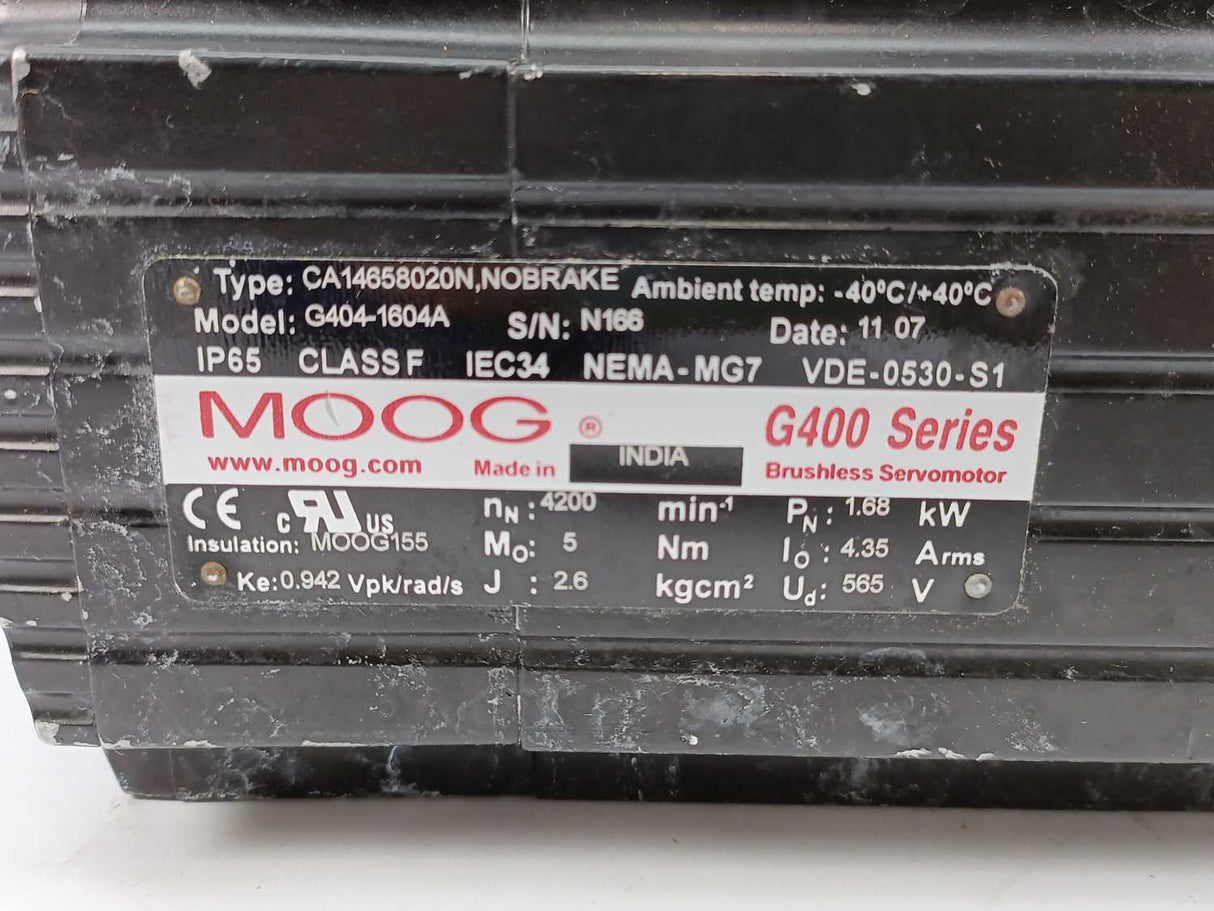 Type: CA14658020N,NOBRAKE Ambient temp: -40°C/+40°C
Model: G404-1604A S/N: N166 Date: 11 07
IP65 CLASS F IEC34 NEMA-MG7 VDE-0530-S1
MOOG ® G400 Series
www.moog.com Made in INDIA Brushless Servomotor
CE c RU US nN: 4200 min-1 PN: 1.68 kW
Insulation: MOOG155 Mo: 5 Nm Io: 4.35 Arms
Ke: 0.942 Vpk/rad/s J : 2.6 kgcm² Ud: 565 V